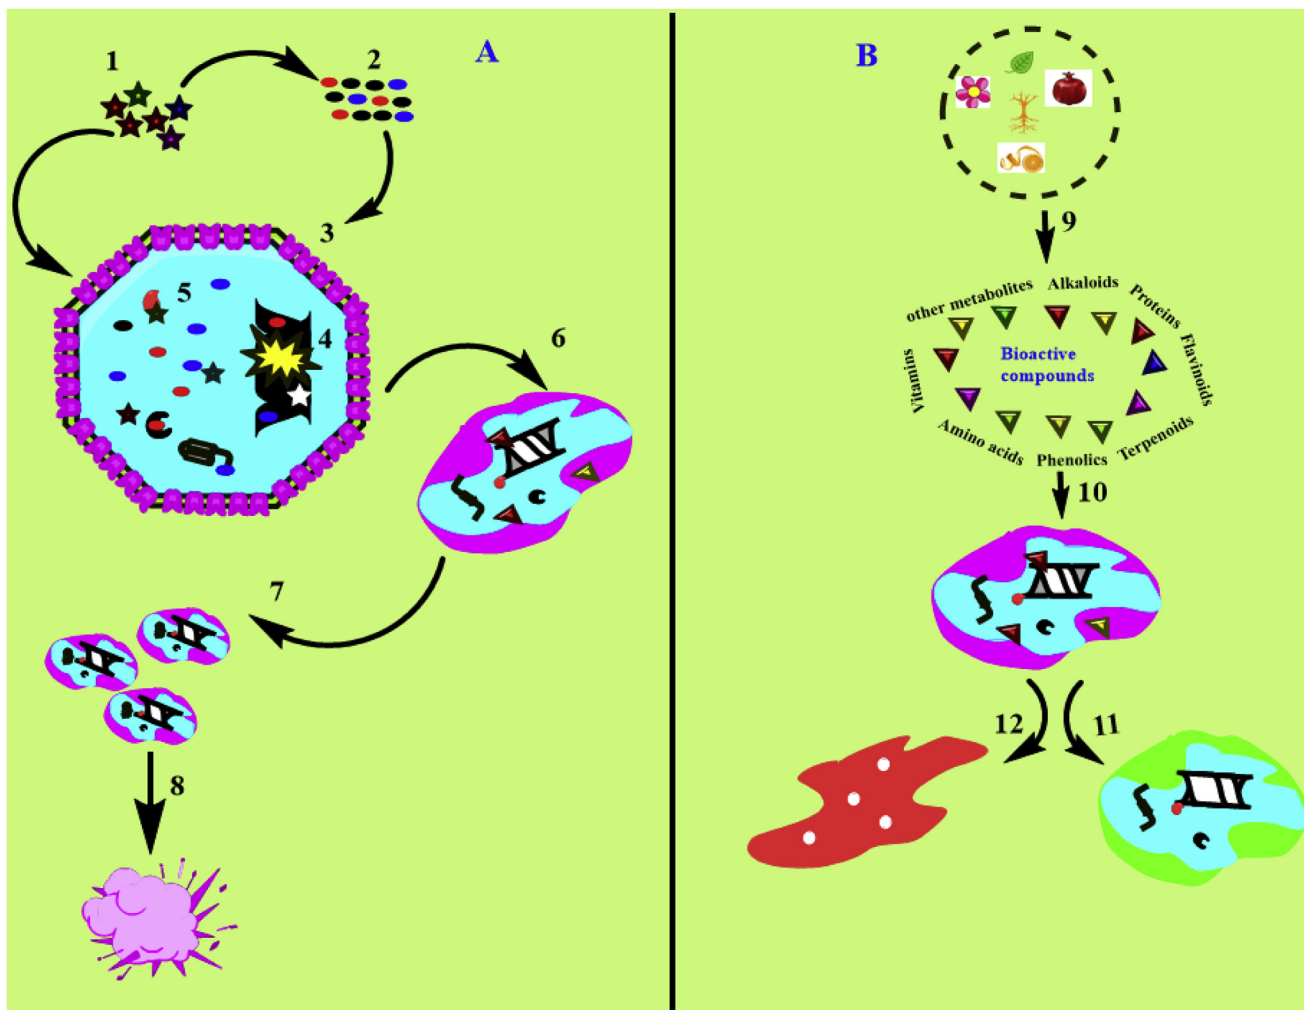 A
1
2
3
5
4
6
7
8
B
9
other metabolites
Alkaloids
Proteins
Flavinoids
Vitamins
Bioactive
compounds
Amino acids
Phenolics
Terpenoids
10
12
11